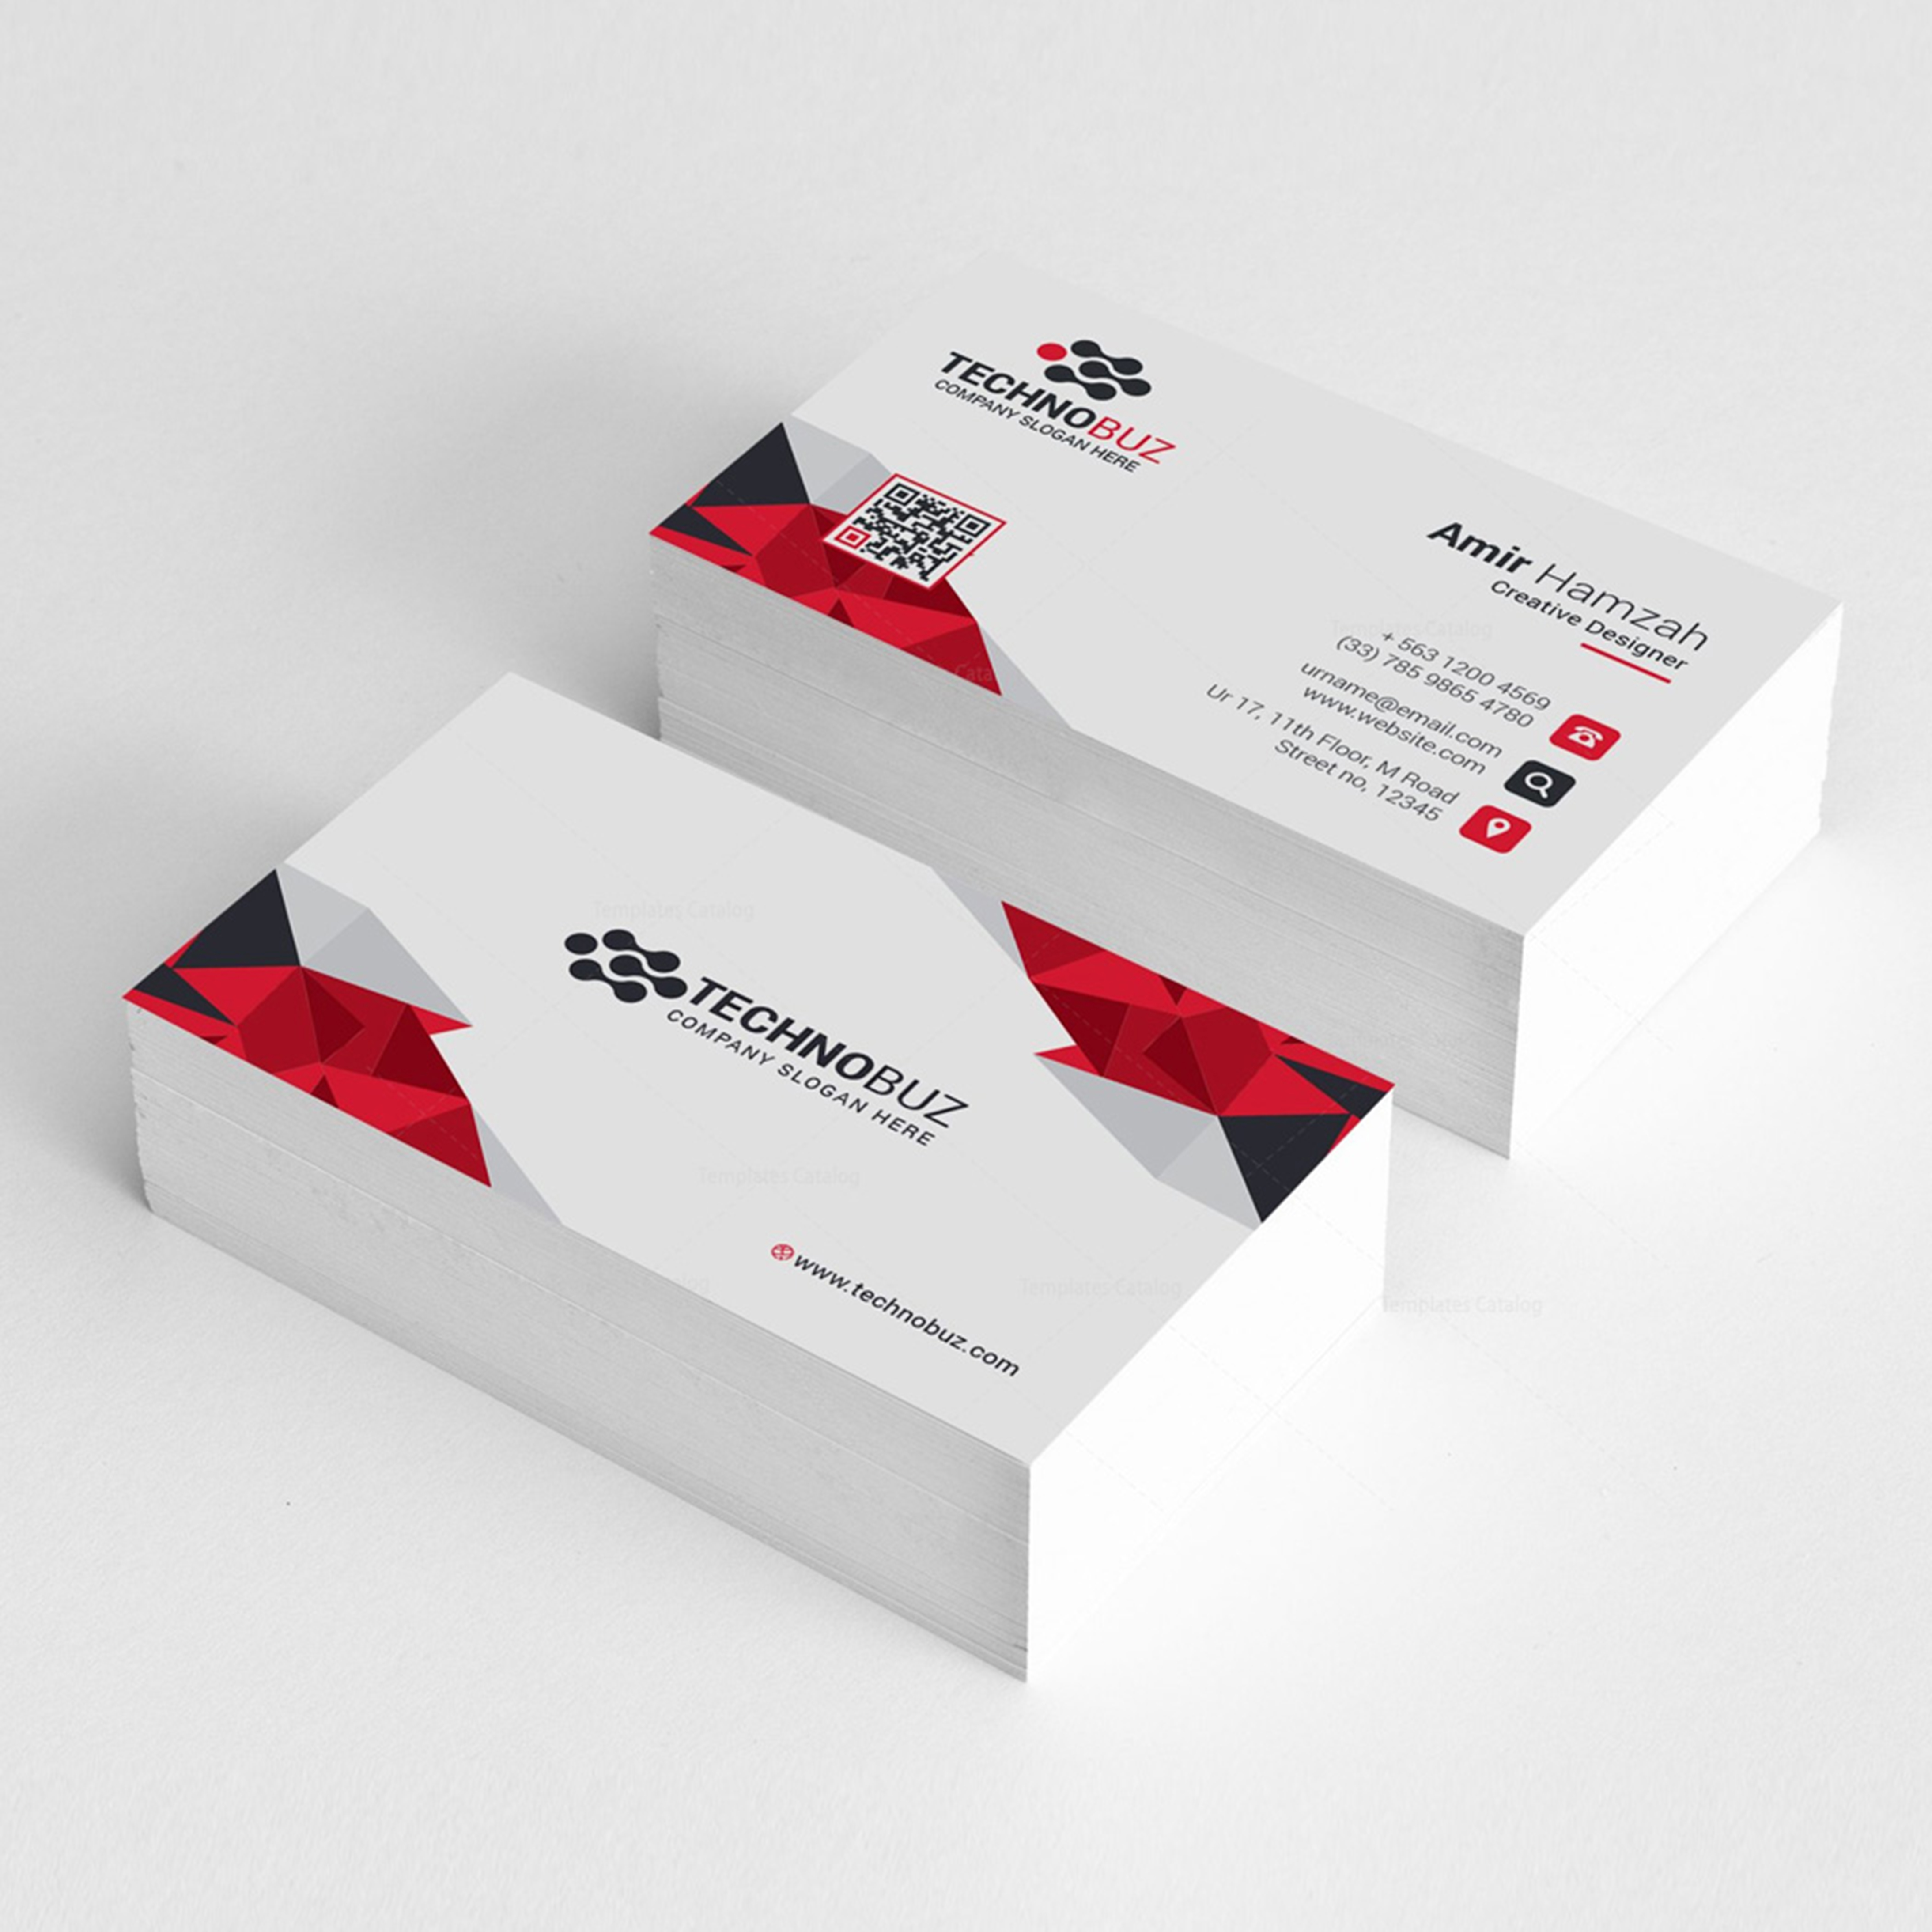 TECHNOBUZ
COMPANY SLOGAN HERE
Amir Hamzah
Creative Designer
+ 563 1200 4569
(33) 785 9865 4780
urname@email.com
www.website.com
Ur 17, 11th Floor, M Road
Street no, 12345
Templates Catalog
TECHNOBUZ
COMPANY SLOGAN HERE
www.technobuz.com
Templates Catalog
Templates Catalog
Templates Catalog
Templates Catalog